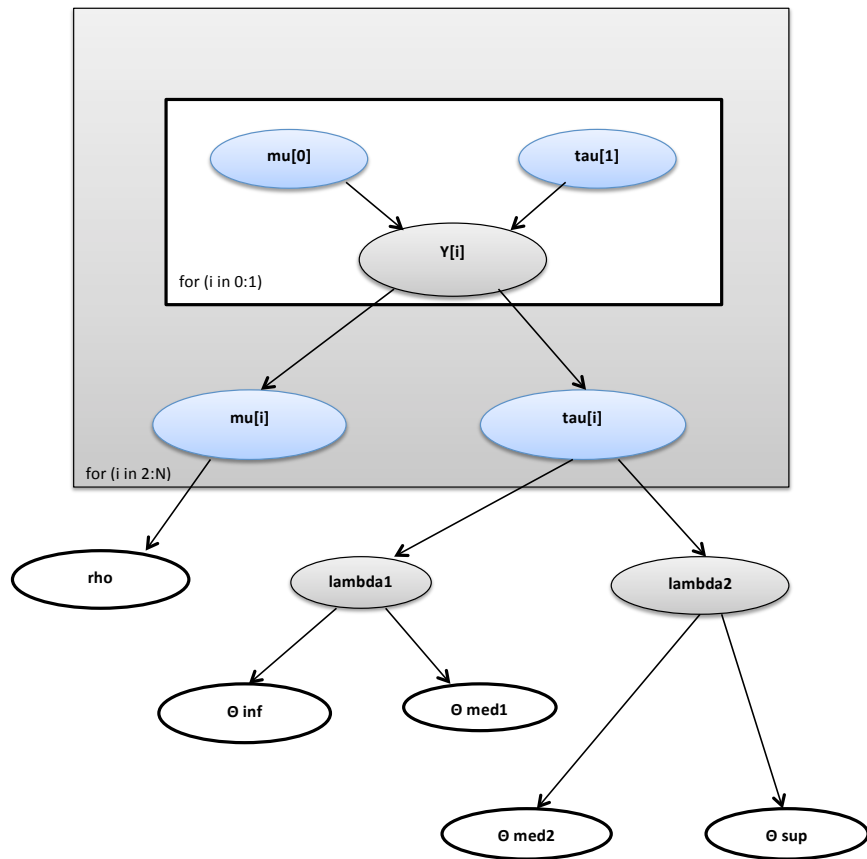 mu[0]
tau[1]
Y[i]
for (i in 0:1)
mu[i]
tau[i]
for (i in 2:N)
rho
lambda1
lambda2
Θ inf
Θ med1
Θ med2
Θ sup